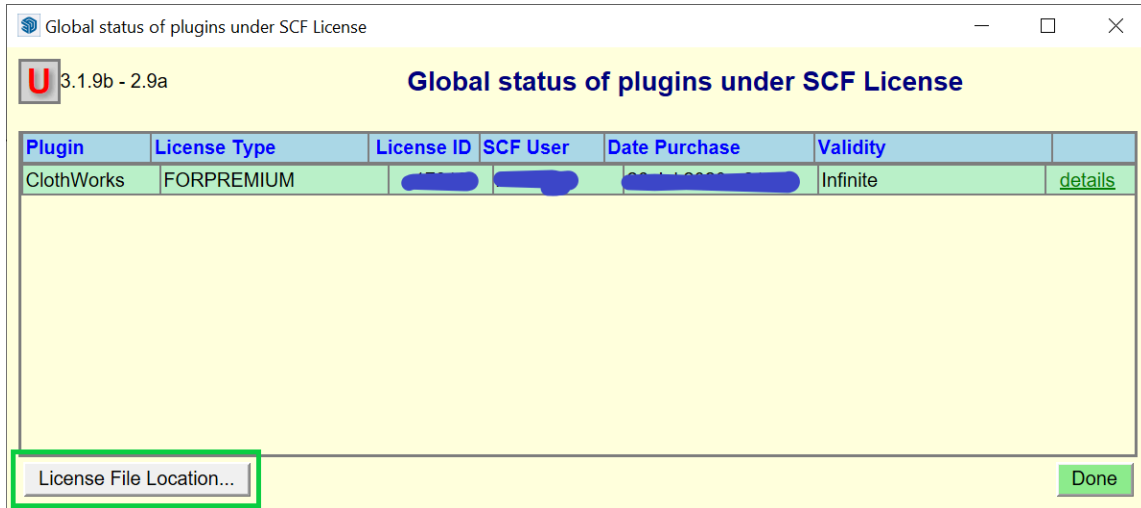 Global status of plugins under SCF License
U 3.1.9b - 2.9a
Global status of plugins under SCF License
Plugin License Type License ID SCF User Date Purchase Validity
ClothWorks FORPREMIUM Infinite details
License File Location... Done